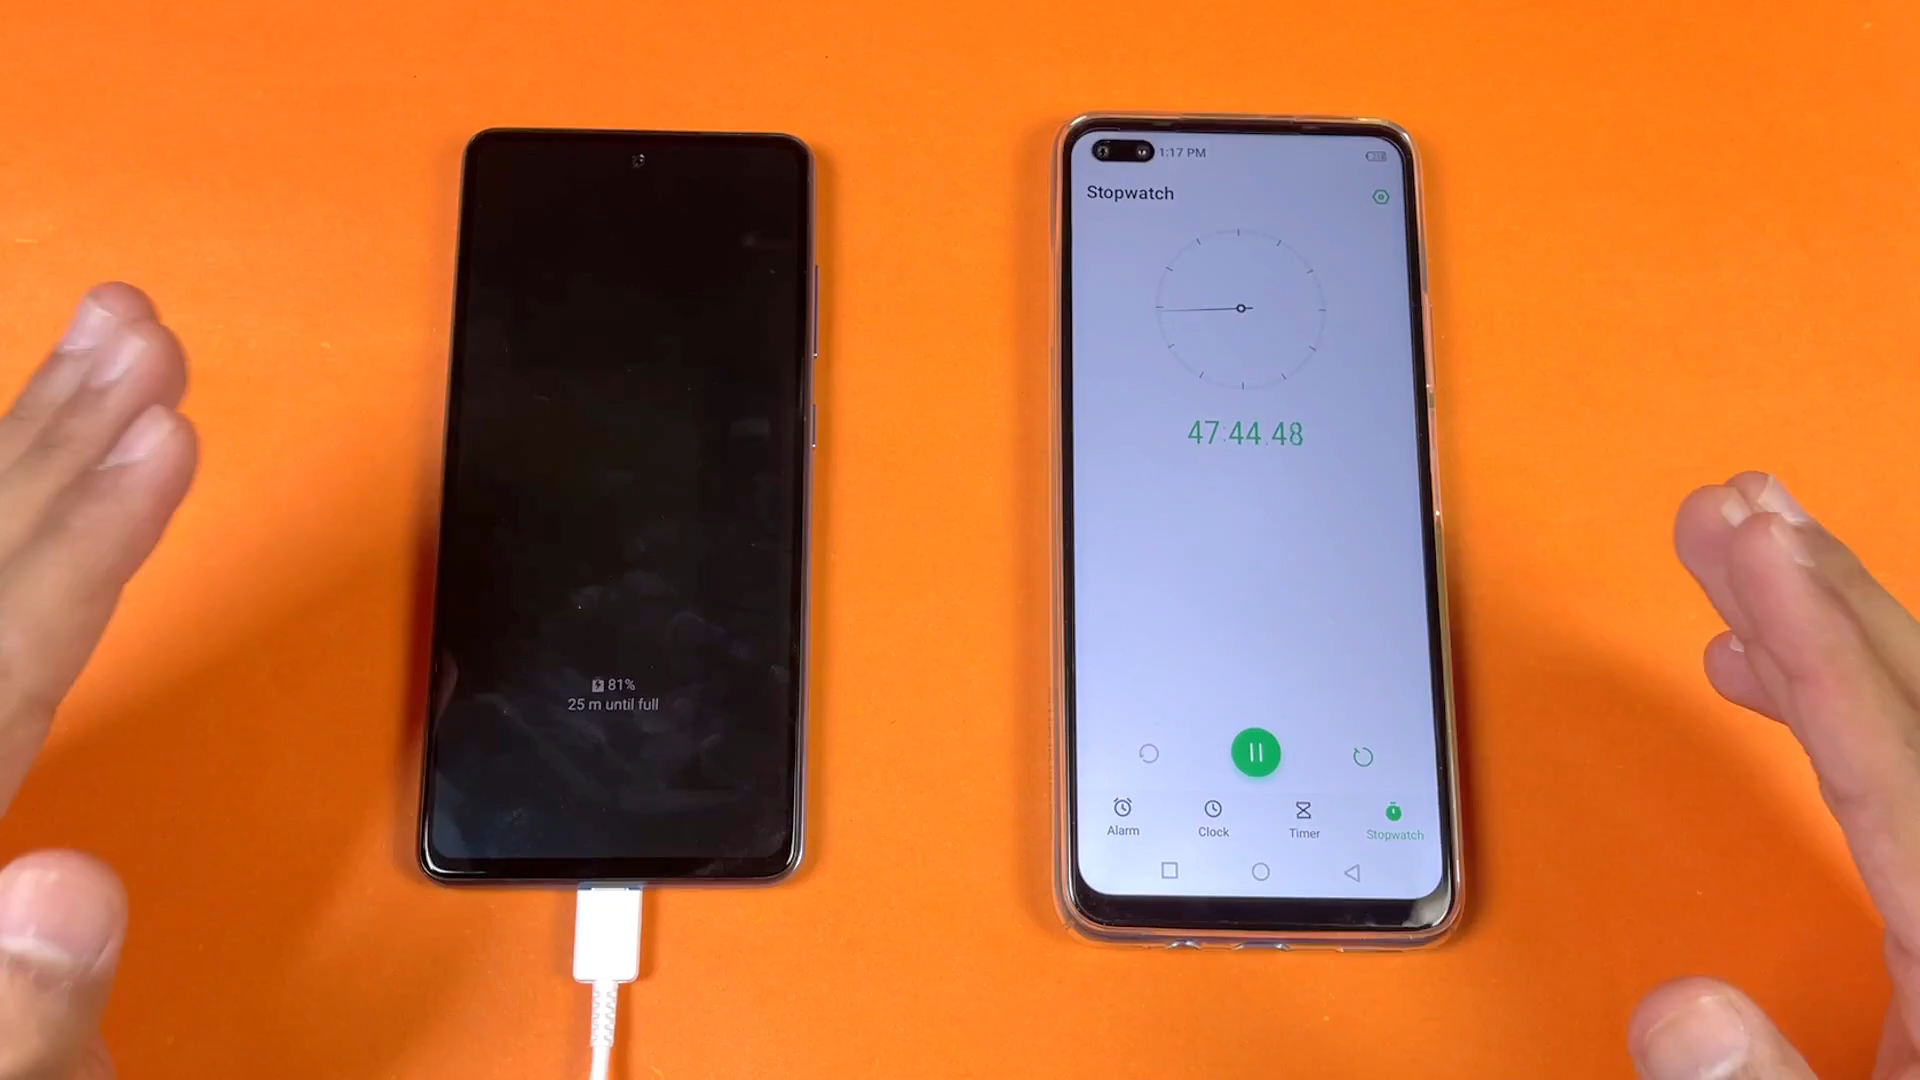 81%
25 m until full
1:17 PM
Stopwatch
47:44.48
Alarm
Clock
Timer
Stopwatch